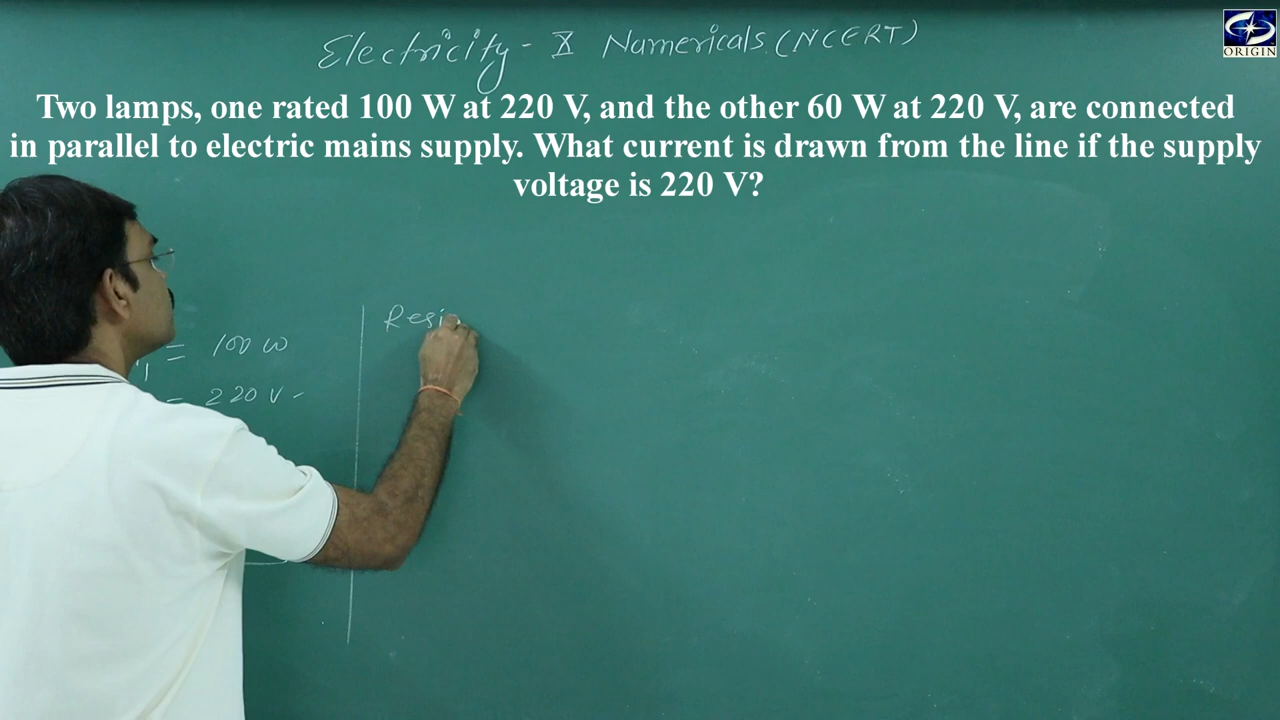 Electricity - X Numericals (NCERT)
ORIGIN
Two lamps, one rated 100 W at 220 V, and the other 60 W at 220 V, are connected
in parallel to electric mains supply. What current is drawn from the line if the supply
voltage is 220 V?
Resi
1 = 100 W
= 220 V -